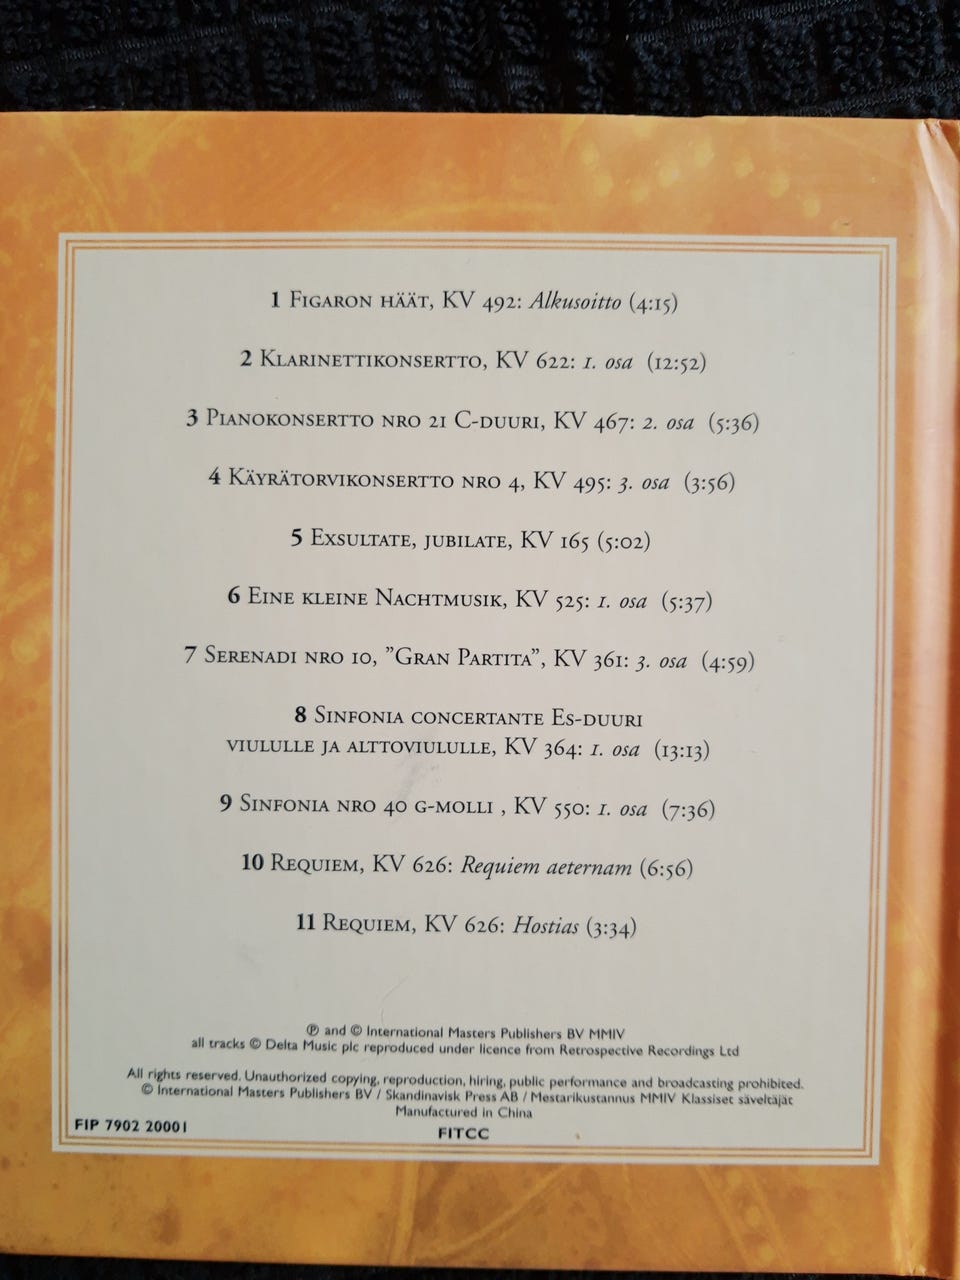 1 FIGARON HÄÄT, KV 492: Alkusoitto (4:15)
2 KLARINETTIKONSERTTO, KV 622: 1. osa (12:52)
3 PIANOKONSERTTO NRO 21 C-DUURI, KV 467: 2. osa (5:36)
4 KÄYRÄTORVIKONSERTTO NRO 4, KV 495: 3. osa (3:56)
5 EXSULTATE, JUBILATE, KV 165 (5:02)
6 EINE KLEINE NACHTMUSIK, KV 525: 1. osa (5:37)
7 SERENADI NRO 10, ”GRAN PARTITA”, KV 361: 3. osa (4:59)
8 SINFONIA CONCERTANTE ES-DUURI
VIULULLE JA ALTTOVIULULLE, KV 364: 1. osa (13:13)
9 SINFONIA NRO 40 G-MOLLI , KV 550: 1. osa (7:36)
10 REQUIEM, KV 626: Requiem aeternam (6:56)
11 REQUIEM, KV 626: Hostias (3:34)
℗ and © International Masters Publishers BV MMIV
all tracks © Delta Music plc reproduced under licence from Retrospective Recordings Ltd
All rights reserved. Unauthorized copying, reproduction, hiring, public performance and broadcasting prohibited.
© International Masters Publishers BV / Skandinavisk Press AB / Mestarikustannus MMIV Klassiset säveltäjät
Manufactured in China
FIP 7902 20001
FITCC